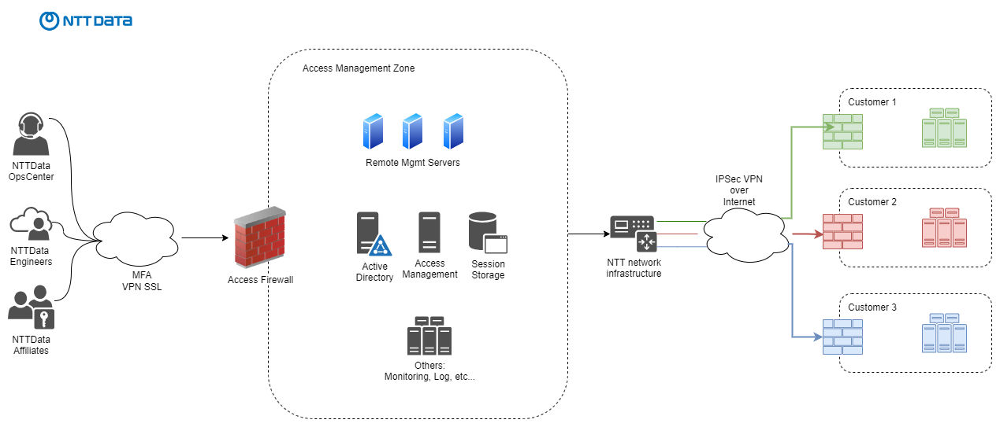 NTT DATA
Access Management Zone
NTTData
OpsCenter
NTTData
Engineers
NTTData
Affiliates
MFA
VPN SSL
Access Firewall
Remote Mgmt Servers
Active
Directory
Access
Management
Session
Storage
Others:
Monitoring, Log, etc...
NTT network
infrastructure
IPSec VPN
over
Internet
Customer 1
Customer 2
Customer 3